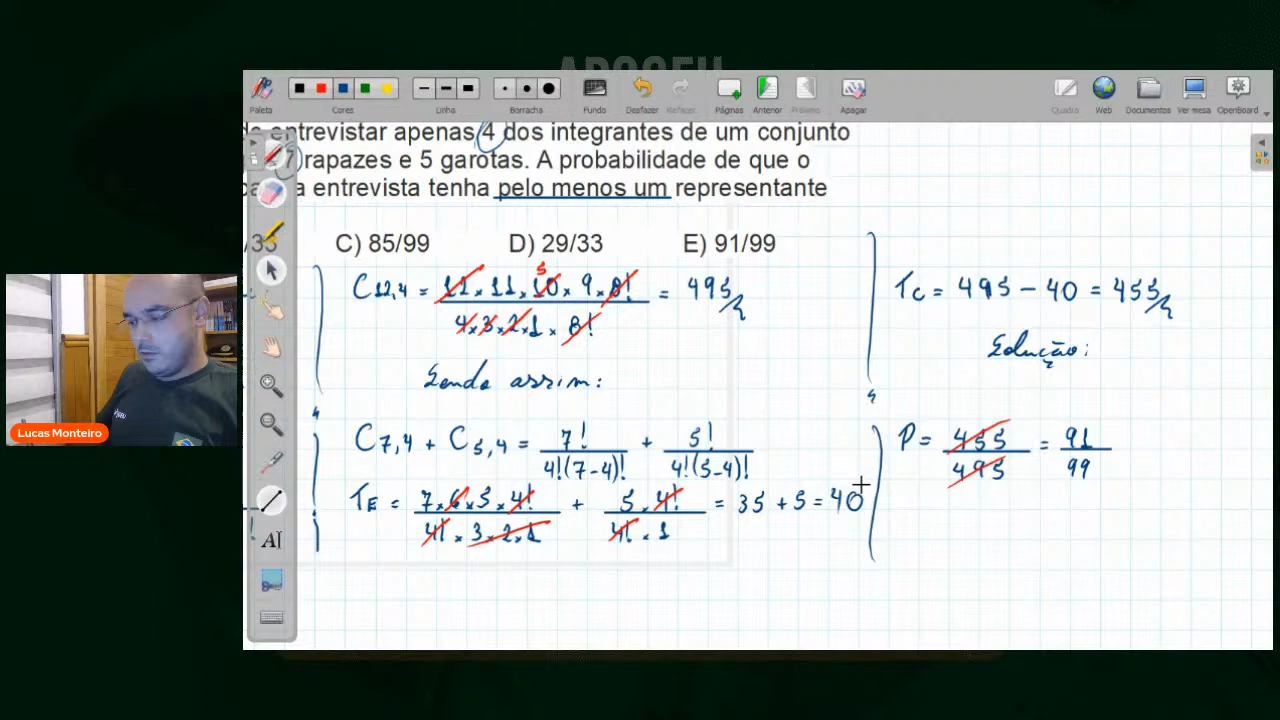 Paleta Cores Linha Borracha Fundo Desfazer Refazer Páginas Anterior Próximo Apagar Quadro Web Documentos Ver mesa OpenBoard
entrevistar apenas 4 dos integrantes de um conjunto
7 rapazes e 5 garotas. A probabilidade de que o
a entrevista tenha pelo menos um representante
C) 85/99 D) 29/33 E) 91/99
C12,4 = 12 × 11 × 10 × 9 × 8! / 4 × 3 × 2 × 1 × 8! = 495
5
Sendo assim:
C7,4 + C5,4 = 7! / 4!(7-4)! + 5! / 4!(5-4)!
TE = 7 × 6 × 5 × 4! / 4! × 3 × 2 × 1 + 5 × 4! / 4! × 1 = 35 + 5 = 40
TC = 495 - 40 = 455
Solução:
P = 455 / 495 = 91 / 99
Lucas Monteiro